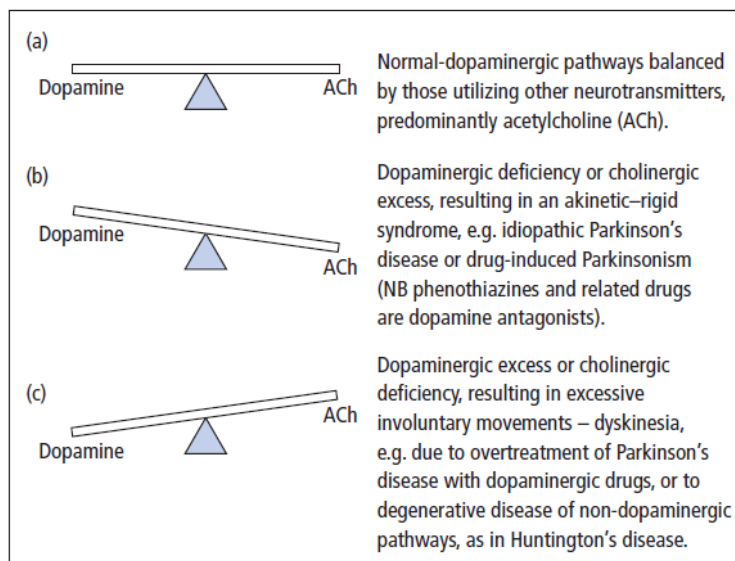 (a)
Dopamine
ACh
Normal-dopaminergic pathways balanced
by those utilizing other neurotransmitters,
predominantly acetylcholine (ACh).
(b)
Dopamine
ACh
Dopaminergic deficiency or cholinergic
excess, resulting in an akinetic–rigid
syndrome, e.g. idiopathic Parkinson’s
disease or drug-induced Parkinsonism
(NB phenothiazines and related drugs
are dopamine antagonists).
(c)
Dopamine
ACh
Dopaminergic excess or cholinergic
deficiency, resulting in excessive
involuntary movements – dyskinesia,
e.g. due to overtreatment of Parkinson’s
disease with dopaminergic drugs, or to
degenerative disease of non-dopaminergic
pathways, as in Huntington’s disease.